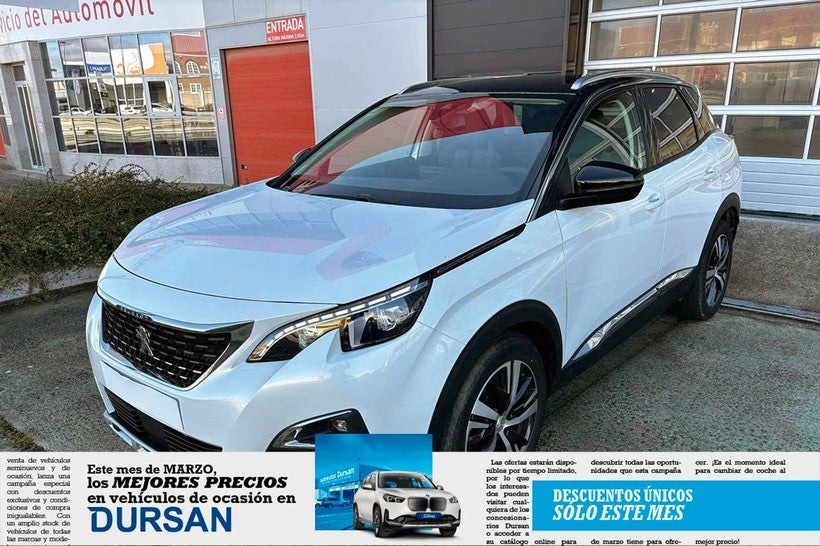 vicio del Automóvil
ENTRADA
ALTURA MÁXIMA 2,50m
PEUGEOT
venta de vehículos
seminuevos y de
ocasión, lanza una
campaña especial
con descuentos
exclusivos y condi-
ciones de compra
inigualables. Con
un amplio stock de
vehículos de todas
las marcas y mode-
Este mes de MARZO,
los MEJORES PRECIOS
en vehículos de ocasión en
DURSAN
Dursan
Las ofertas estarán dispo-
nibles por tiempo limitado,
por lo que
los interesa-
dos pueden
visitar cual-
quiera de los
concesiona-
rios Dursan
o acceder a
su catálogo online para
descubrir todas las oportu-
nidades que esta campaña
de marzo tiene para ofre-
cer. ¡Es el momento ideal
para cambiar de coche al
mejor precio!
DESCUENTOS ÚNICOS
SÓLO ESTE MES